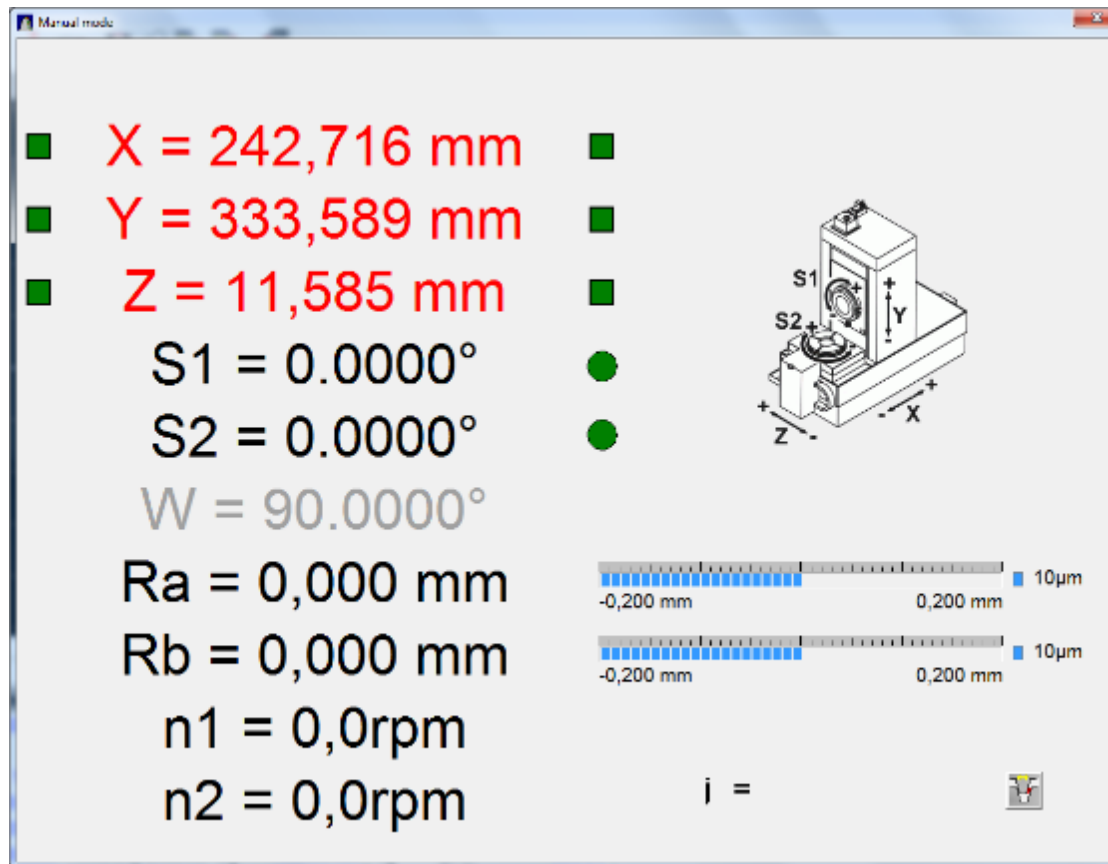 Manual mode
X = 242,716 mm
Y = 333,589 mm
Z = 11,585 mm
S1 = 0.0000°
S2 = 0.0000°
W = 90.0000°
Ra = 0,000 mm
Rb = 0,000 mm
n1 = 0,0rpm
n2 = 0,0rpm
S1
+
-
+
Y
-
S2
+
-
+
X
-
+
Z
-
10µm
-0,200 mm 0,200 mm
10µm
-0,200 mm 0,200 mm
j =